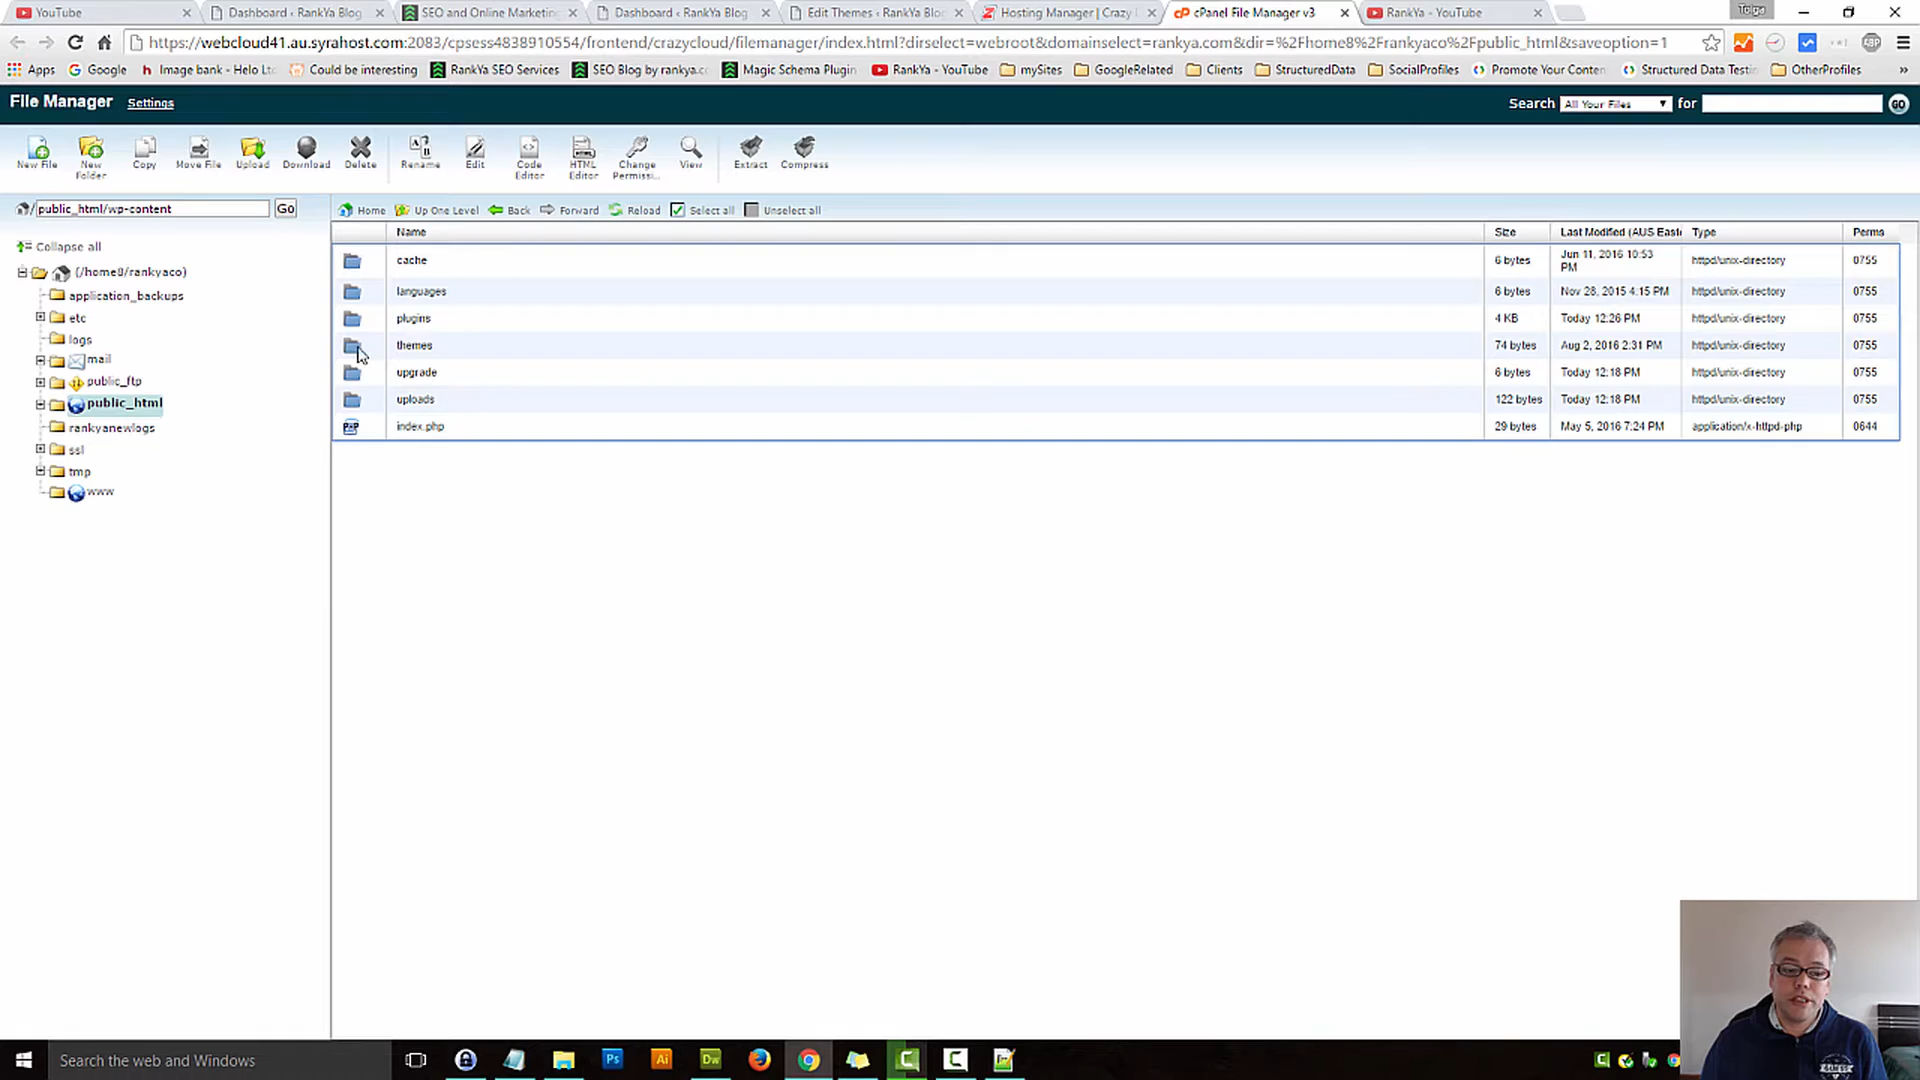 YouTube
Dashboard ‹ RankYa Blog
SEO and Online Marketin
Dashboard ‹ RankYa Blog
Edit Themes ‹ RankYa Blo
Hosting Manager | Crazy
cPanel File Manager v3
RankYa - YouTube
Tolga
https://webcloud41.au.syrahost.com:2083/cpsess4838910554/frontend/crazycloud/filemanager/index.html?dirselect=webroot&domainselect=rankya.com&dir=%2Fhome8%2Frankyaco%2Fpublic_html&saveoption=1
Apps
Google
Image bank - Helo Ltd
Could be interesting
RankYa SEO Services
SEO Blog by rankya.co
Magic Schema Plugin
RankYa - YouTube
mySites
GoogleRelated
Clients
StructuredData
SocialProfiles
Promote Your Conten
Structured Data Testi
OtherProfiles
»
File Manager
Settings
Search
All Your Files
for
GO
New File
New Folder
Copy
Move File
Upload
Download
Delete
Rename
Edit
Code Editor
HTML Editor
Change Permissi...
View
Extract
Compress
/ public_html/wp-content
Go
Home
Up One Level
Back
Forward
Reload
Select all
Unselect all
Collapse all
(/home8/rankyaco)
application_backups
etc
logs
mail
public_ftp
public_html
rankyanewlogs
ssl
tmp
www
Name Size Last Modified (AUS Easte Type Perms
cache 6 bytes Jun 11, 2016 10:53 PM httpd/unix-directory 0755
languages 6 bytes Nov 28, 2015 4:15 PM httpd/unix-directory 0755
plugins 4 KB Today 12:26 PM httpd/unix-directory 0755
themes 74 bytes Aug 2, 2016 2:31 PM httpd/unix-directory 0755
upgrade 6 bytes Today 12:18 PM httpd/unix-directory 0755
uploads 122 bytes Today 12:18 PM httpd/unix-directory 0755
index.php 29 bytes May 5, 2016 7:24 PM application/x-httpd-php 0644
Search the web and Windows
Ps
Ai
Dw